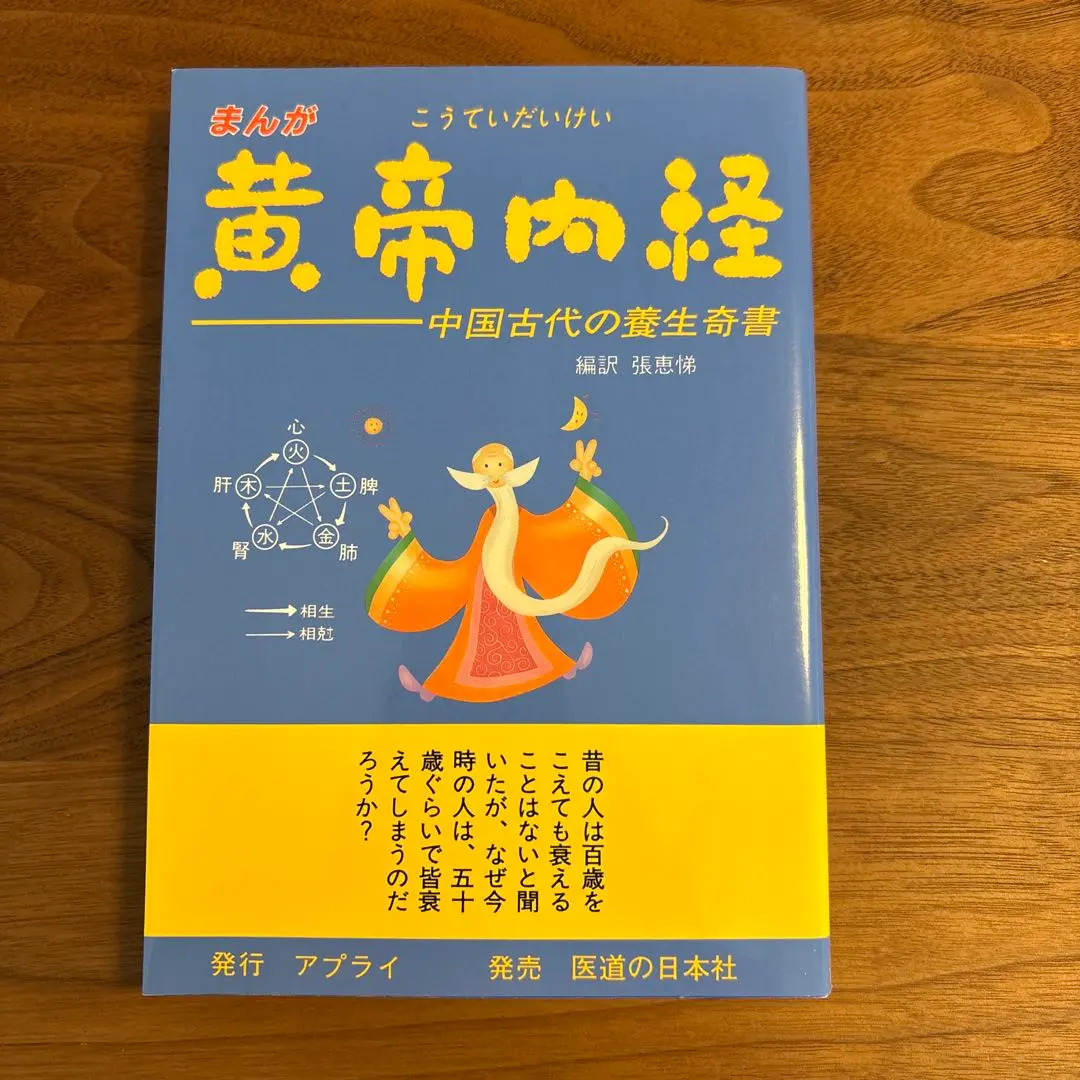 まんが
こうていだいけい
黄帝内経
中国古代の養生奇書
編訳 張恵悌
心
火
肝 木
土 脾
腎 水
金 肺
→相生
→相尅
昔の人は百歳を
こえても衰える
ことはないと聞
いたが、なぜ今
時の人は、五十
歳ぐらいで皆衰
えてしまうのだ
ろうか?
発行 アプライ 発売 医道の日本社